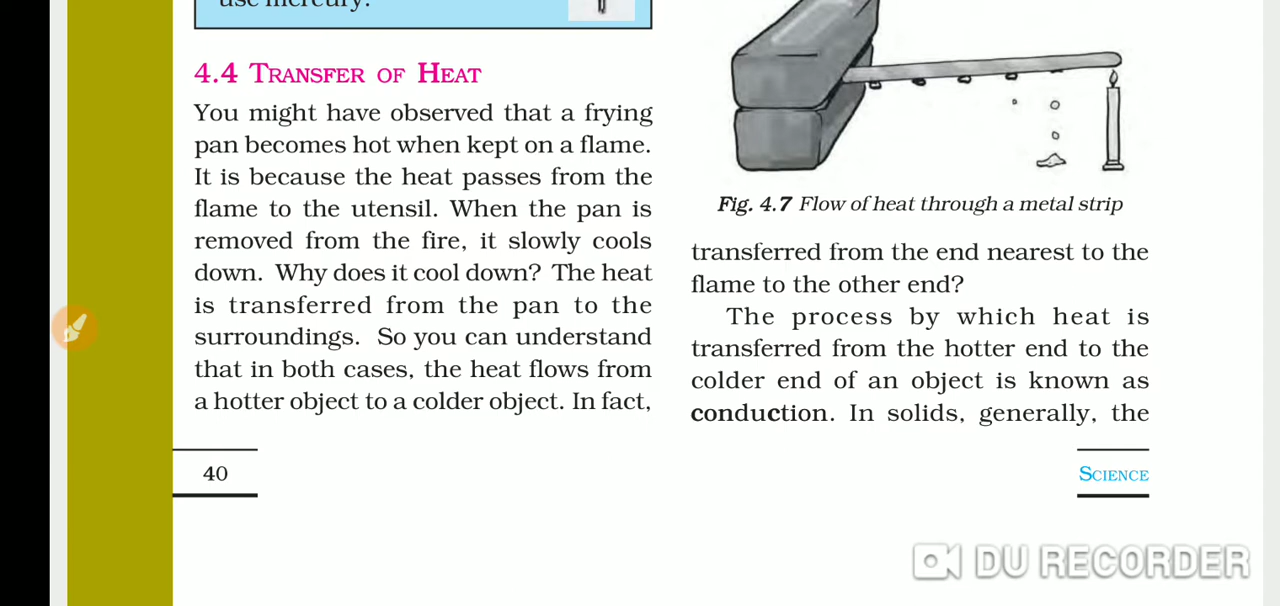 use mercury.
4.4 TRANSFER OF HEAT
You might have observed that a frying
pan becomes hot when kept on a flame.
It is because the heat passes from the
flame to the utensil. When the pan is
removed from the fire, it slowly cools
down. Why does it cool down? The heat
is transferred from the pan to the
surroundings. So you can understand
that in both cases, the heat flows from
a hotter object to a colder object. In fact,
40
Fig. 4.7 Flow of heat through a metal strip
transferred from the end nearest to the
flame to the other end?
The process by which heat is
transferred from the hotter end to the
colder end of an object is known as
conduction. In solids, generally, the
SCIENCE
DU RECORDER